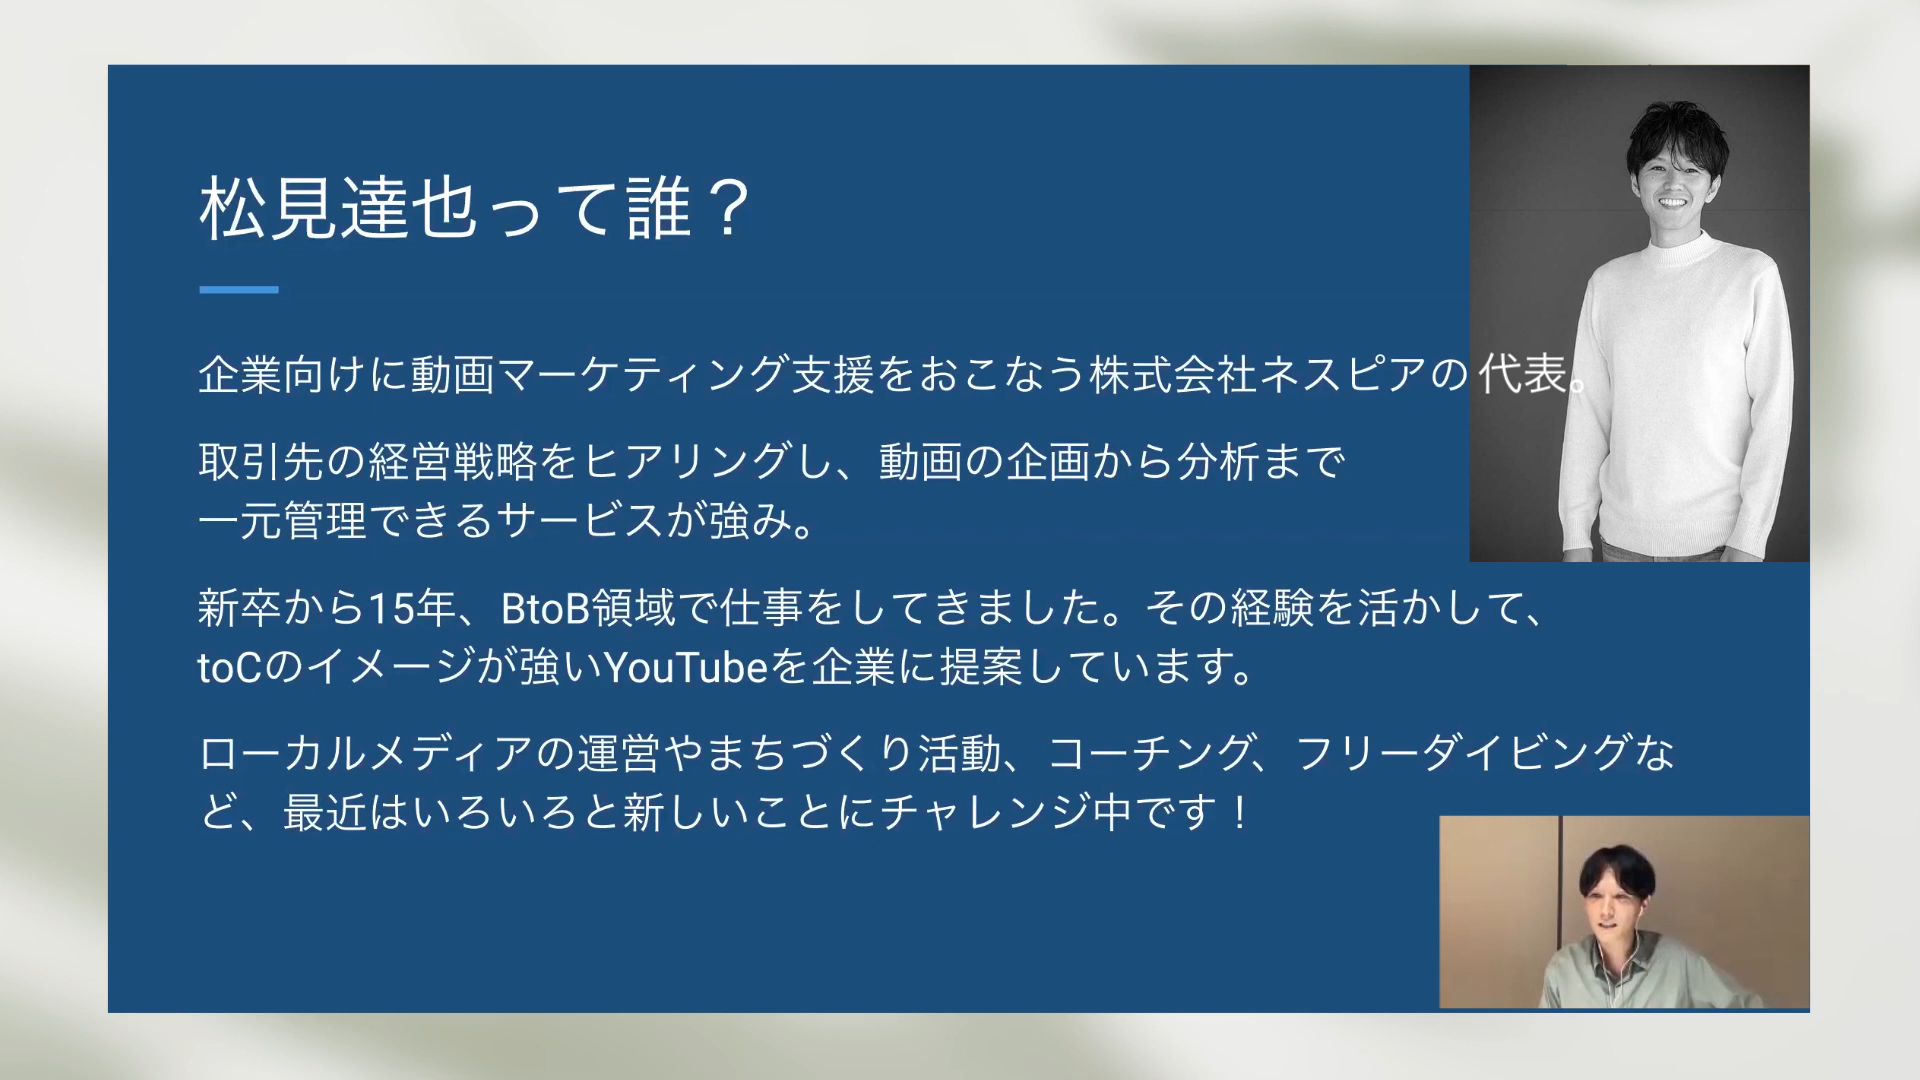 松見達也って誰？
企業向けに動画マーケティング支援をおこなう株式会社ネスピアの代表。
取引先の経営戦略をヒアリングし、動画の企画から分析まで
一元管理できるサービスが強み。
新卒から15年、BtoB領域で仕事をしてきました。その経験を活かして、
toCのイメージが強いYouTubeを企業に提案しています。
ローカルメディアの運営やまちづくり活動、コーチング、フリーダイビングな
ど、最近はいろいろと新しいことにチャレンジ中です！